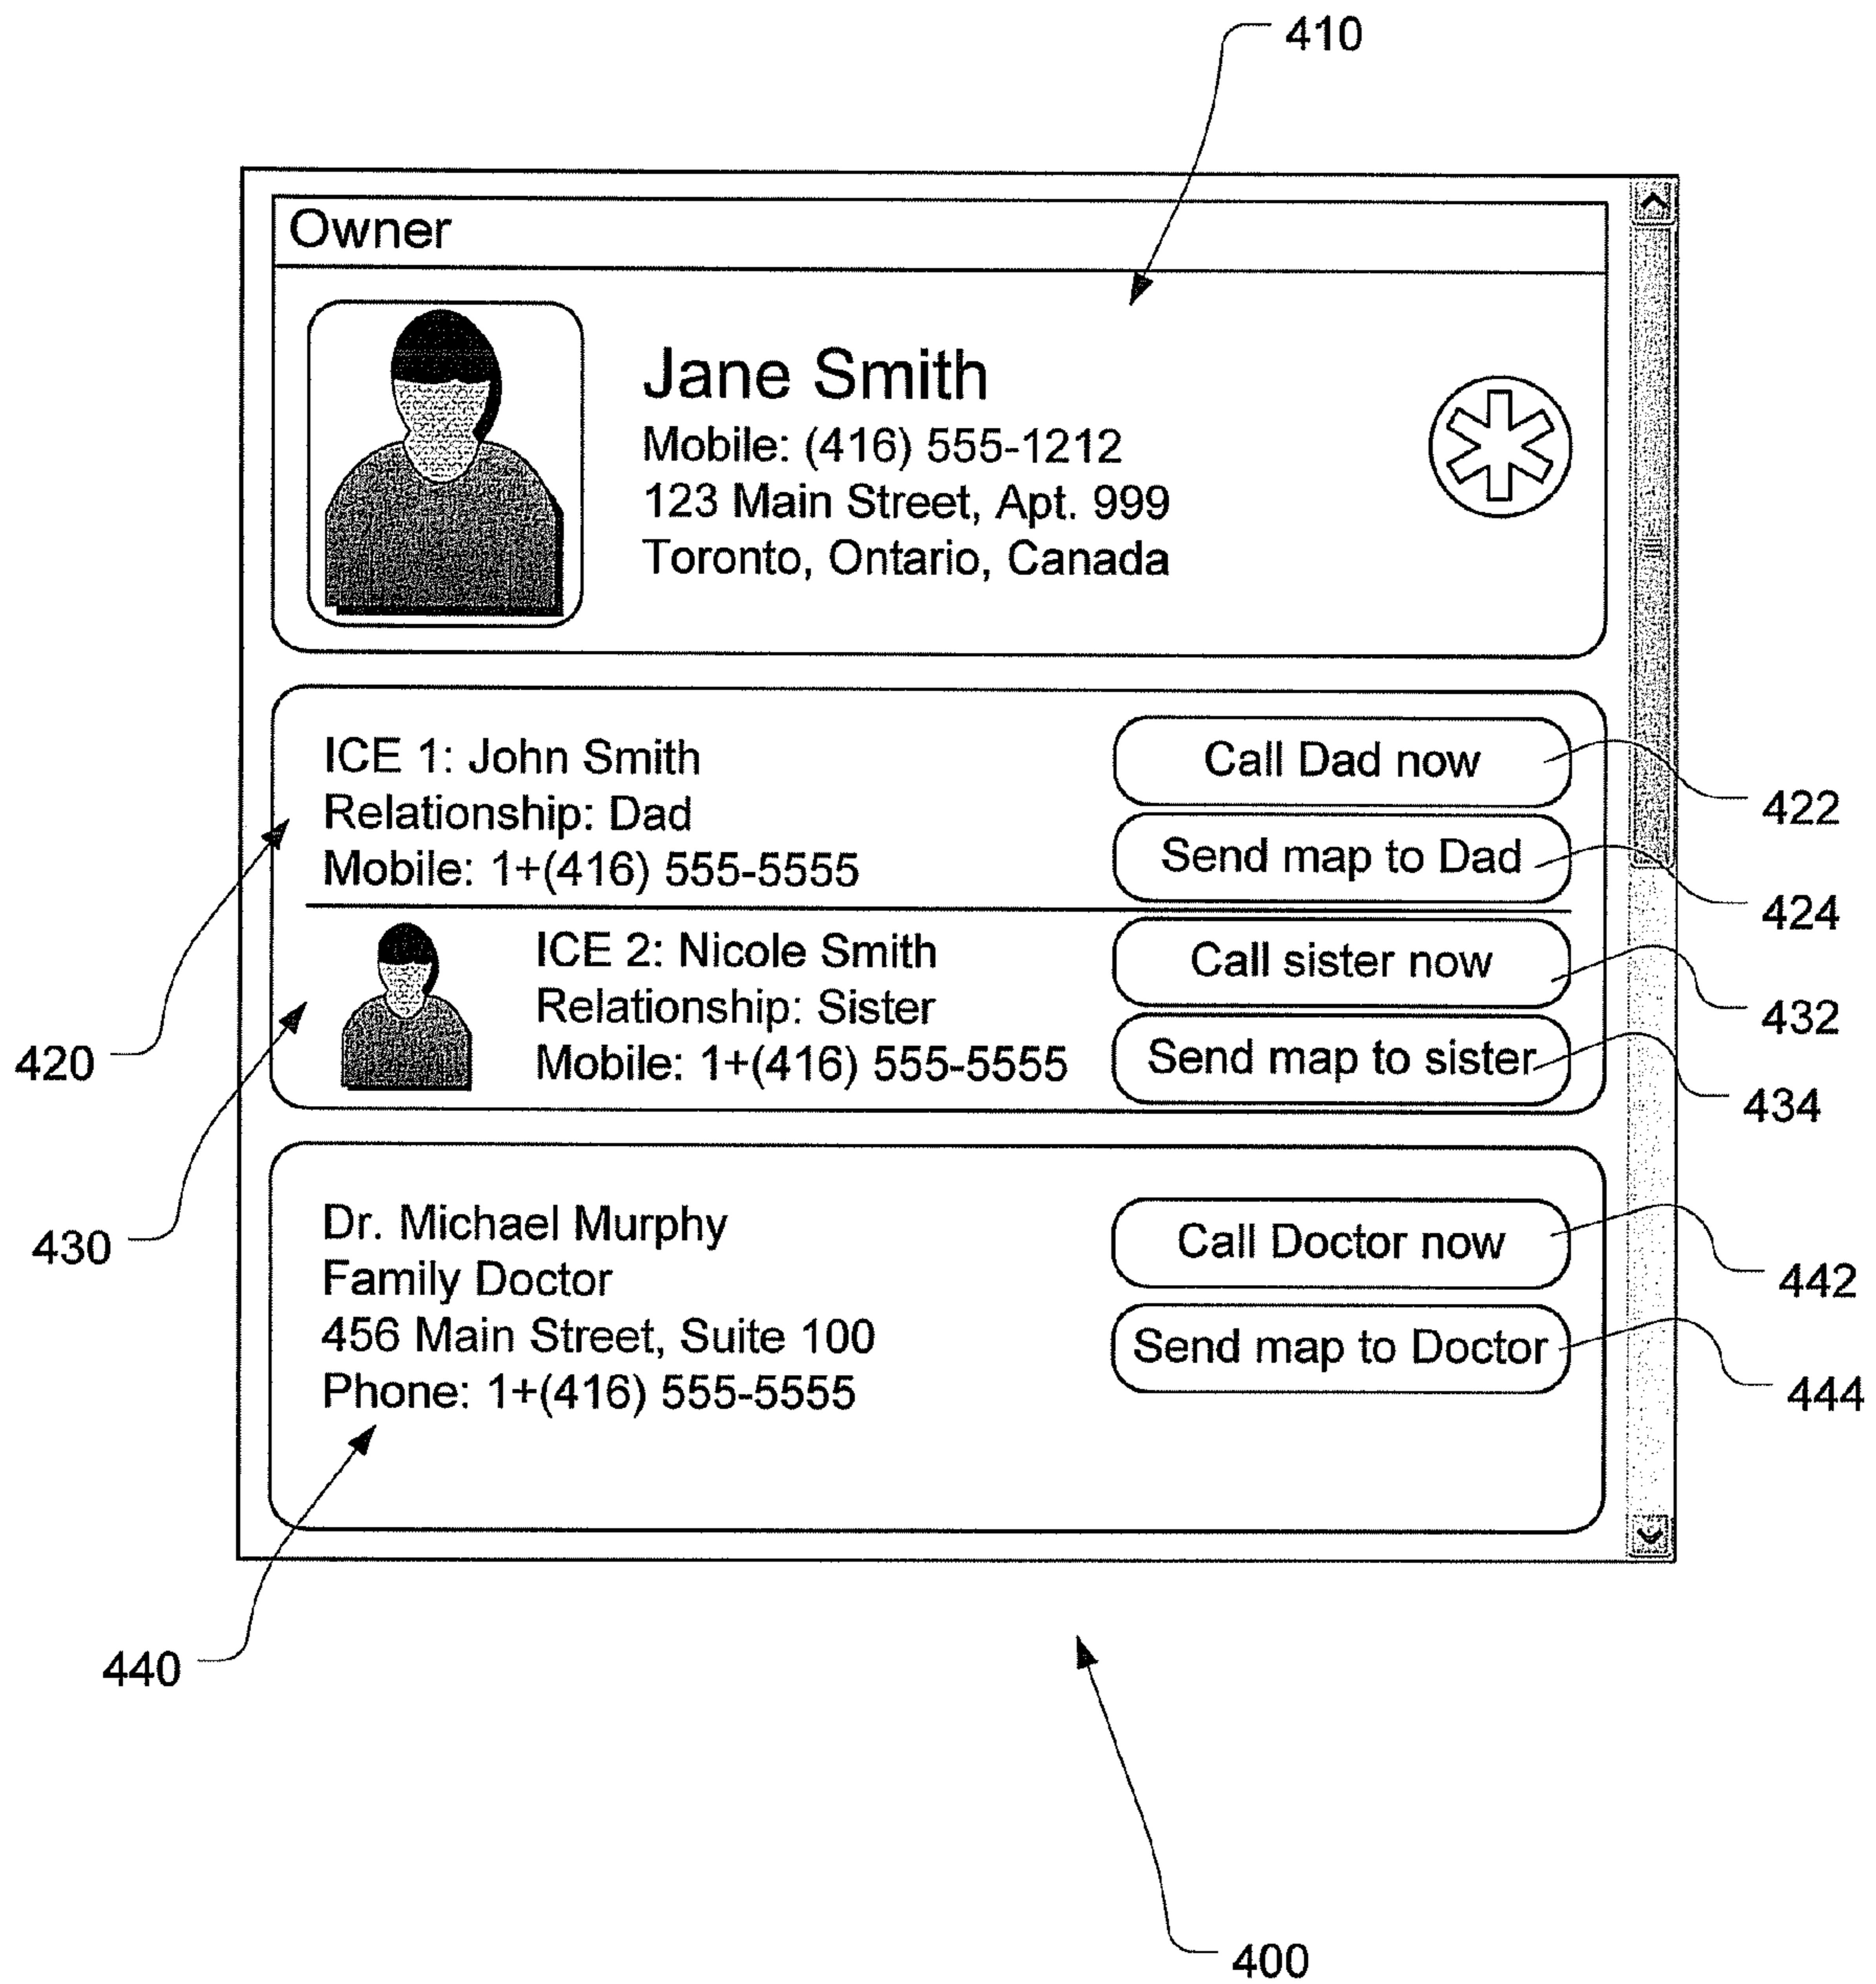 410
Owner
Jane Smith
Mobile: (416) 555-1212
123 Main Street, Apt. 999
Toronto, Ontario, Canada
ICE 1: John Smith
Relationship: Dad
Mobile: 1+(416) 555-5555
Call Dad now
422
Send map to Dad
424
420
ICE 2: Nicole Smith
Relationship: Sister
Mobile: 1+(416) 555-5555
Call sister now
432
Send map to sister
434
430
Dr. Michael Murphy
Family Doctor
456 Main Street, Suite 100
Phone: 1+(416) 555-5555
Call Doctor now
442
Send map to Doctor
444
440
400